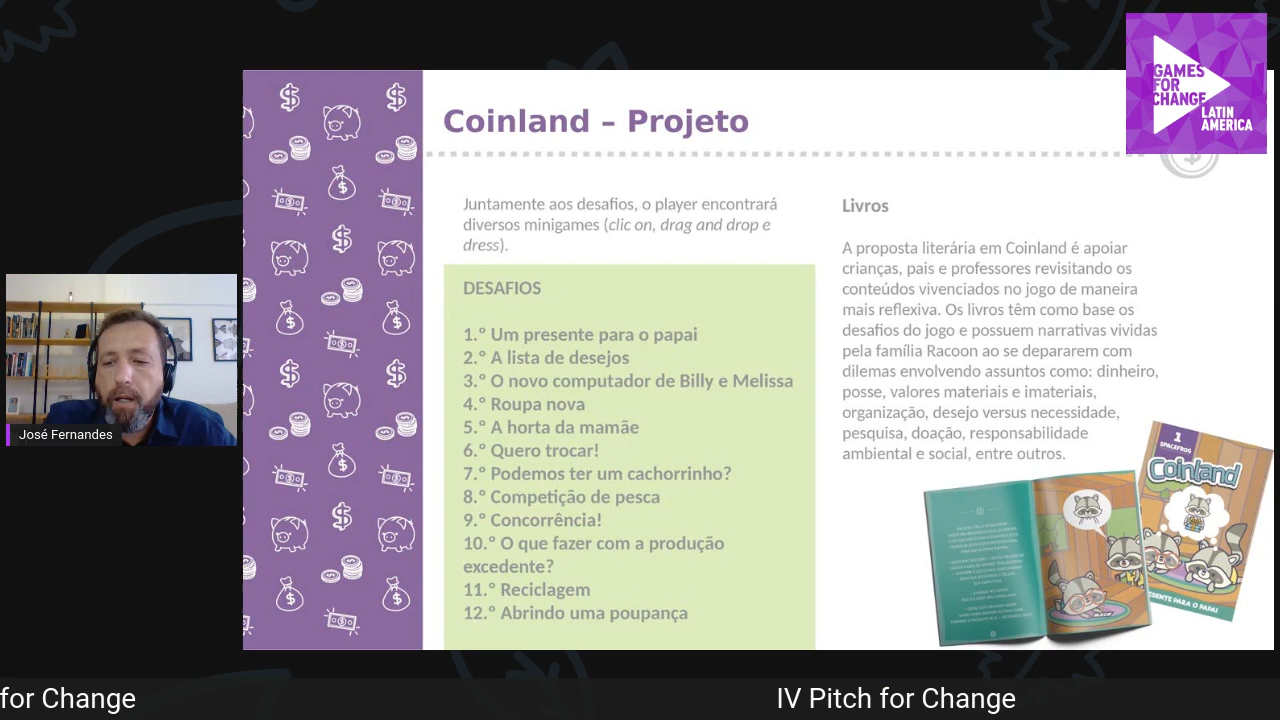 GAMES
FOR
CHANGE
LATIN
AMERICA
Coinland – Projeto
Juntamente aos desafios, o player encontrará
diversos minigames (clic on, drag and drop e
dress).
DESAFIOS
1.º Um presente para o papai
2.º A lista de desejos
3.º O novo computador de Billy e Melissa
4.º Roupa nova
5.º A horta da mamãe
6.º Quero trocar!
7.º Podemos ter um cachorrinho?
8.º Competição de pesca
9.º Concorrência!
10.º O que fazer com a produção
excedente?
11.º Reciclagem
12.º Abrindo uma poupança
Livros
A proposta literária em Coinland é apoiar
crianças, pais e professores revisitando os
conteúdos vivenciados no jogo de maneira
mais reflexiva. Os livros têm como base os
desafios do jogo e possuem narrativas vividas
pela família Racoon ao se depararem com
dilemas envolvendo assuntos como: dinheiro,
posse, valores materiais e imateriais,
organização, desejo versus necessidade,
pesquisa, doação, responsabilidade
ambiental e social, entre outros.
1
SPACEFROG
Coinland
ESENTE PARA O PAPAI
José Fernandes
for Change
IV Pitch for Change